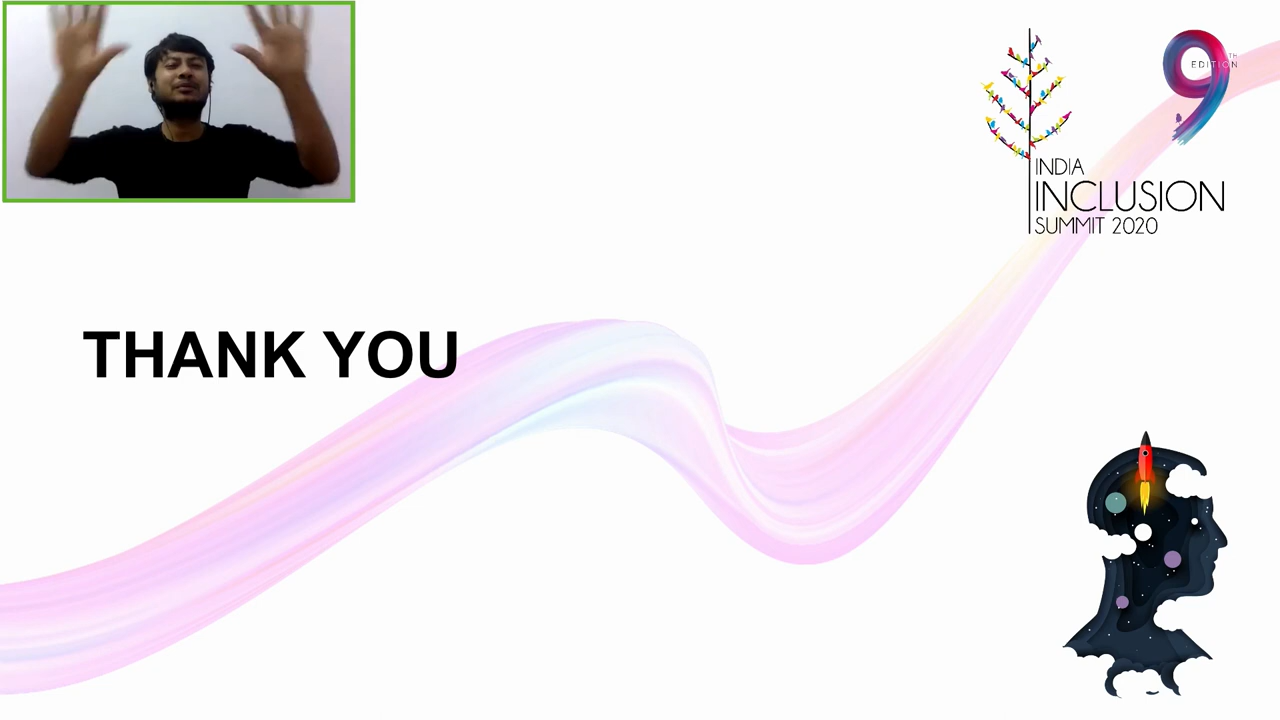 9
TH
EDITION
INDIA
INCLUSION
SUMMIT 2020
THANK YOU